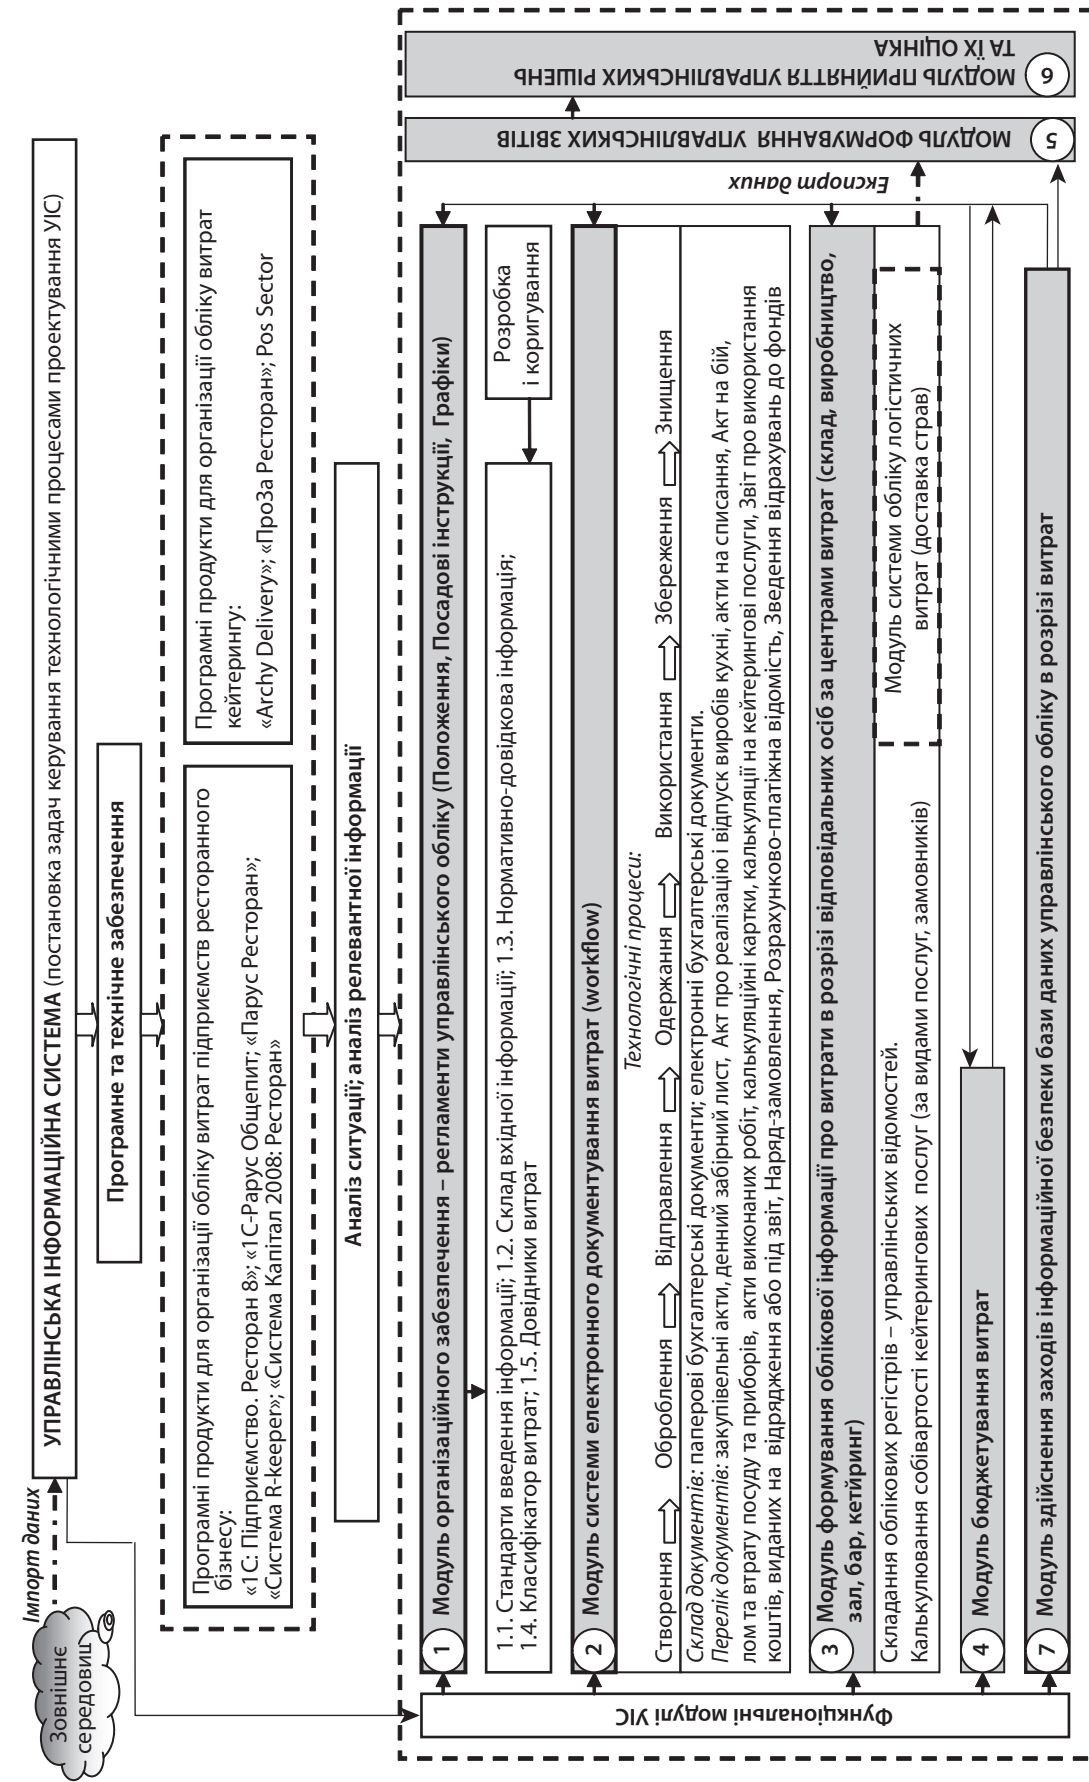 Зовнішнє
середовищ
Імпорт даних
УПРАВЛІНСЬКА ІНФОРМАЦІЙНА СИСТЕМА (постановка задач керування технологічними процесами проектування УІС)
Програмне та технічне забезпечення
Програмні продукти для організації обліку витрат підприємств ресторанного
бізнесу:
«1С: Підприємство. Ресторан 8»; «1С-Рарус Общепит; «Парус Ресторан»;
«Система R-keeper»; «Система Капітал 2008: Ресторан»
Програмні продукти для організації обліку витрат
кейтерингу:
«Archy Delivery»; «ПроЗа Ресторан»; Pos Sector
Аналіз ситуації; аналіз релевантної інформації
Функціональні модулі УІС
1 Модуль організаційного забезпечення – регламенти управлінського обліку (Положення, Посадові інструкції, Графіки)
1.1. Стандарти введення інформації; 1.2. Склад вхідної інформації; 1.3. Нормативно-довідкова інформація;
1.4. Класифікатор витрат; 1.5. Довідники витрат
Розробка
і коригування
2 Модуль системи електронного документування витрат (workflow)
Технологічні процеси:
Створення Оброблення Відправлення Одержання Використання Збереження Знищення
Склад документів: паперові бухгалтерські документи; електронні бухгалтерські документи.
Перелік документів: закупівельні акти, денний забірний лист, Акт про реалізацію і відпуск виробів кухні, акти на списання, Акт на бій,
лом та втрату посуду та приборів, акти виконаних робіт, калькуляційні картки, калькуляції на кейтерингові послуги, Звіт про використання
коштів, виданих на відрядження або під звіт, Наряд-замовлення, Розрахунково-платіжна відомість, Зведення відрахувань до фондів
3 Модуль формування облікової інформації про витрати в розрізі відповідальних осіб за центрами витрат (склад, виробництво,
зал, бар, кетйринг)
Складання облікових регістрів – управлінських відомостей.
Калькулювання собівартості кейтерингових послуг (за видами послуг, замовників)
Модуль системи обліку логістичних
витрат (доставка страв)
4 Модуль бюджетування витрат
7 Модуль здійснення заходів інформаційної безпеки бази даних управлінського обліку в розрізі витрат
Експорт даних
5 МОДУЛЬ ФОРМУВАННЯ УПРАВЛІНСЬКИХ ЗВІТІВ
6 МОДУЛЬ ПРИЙНЯТТЯ УПРАВЛІНСЬКИХ РІШЕНЬ
ТА ЇХ ОЦІНКА